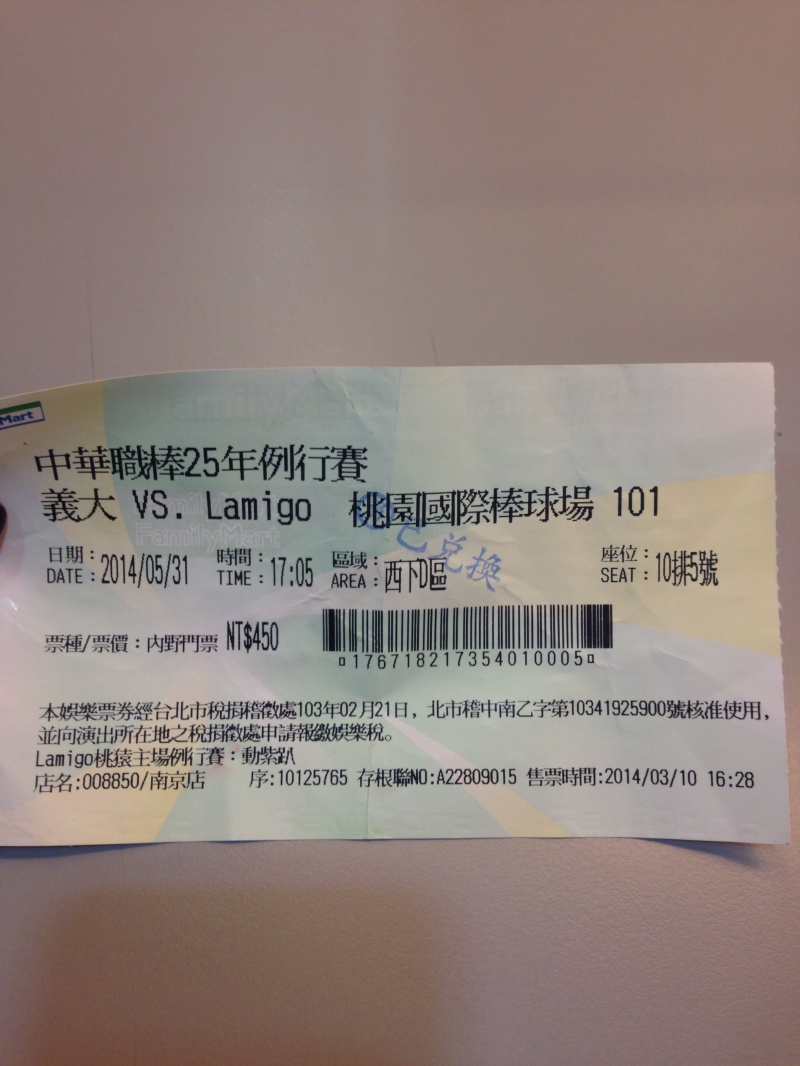 Mart
中華職棒25年例行賽
義大 VS. Lamigo 桃園國際棒球場 101
FamilyMart
日期: 時間: 區域: 座位:
DATE: 2014/05/31 TIME: 17:05 AREA: 西下D區 SEAT: 10排5號
已兌換
票種/票價: 內野門票 NT$450
17671821735401000​5
本娛樂票券經台北市稅捐稽徵處103年02月21日, 北市稽中南乙字第10341925900號核准使用,
並向演出所在地之稅捐徵處申請報繳娛樂稅。
Lamigo桃猿主場例行賽:動紫趴
店名:008850/南京店 序:10125765 存根聯NO:A22809015 售票時間:2014/03/10 16:28